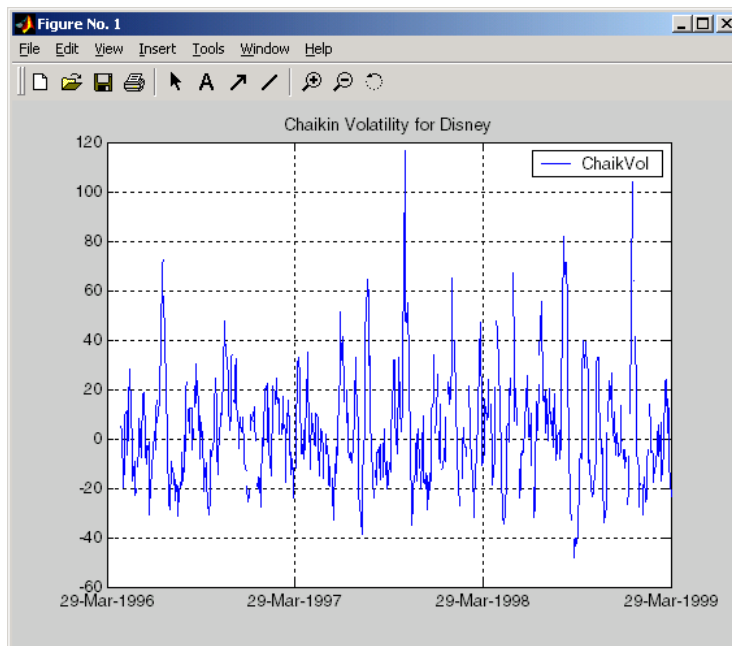 Figure No. 1
File Edit View Insert Tools Window Help
A
Chaikin Volatility for Disney
ChaikVol
120
100
80
60
40
20
0
-20
-40
-60
29-Mar-1996 29-Mar-1997 29-Mar-1998 29-Mar-1999